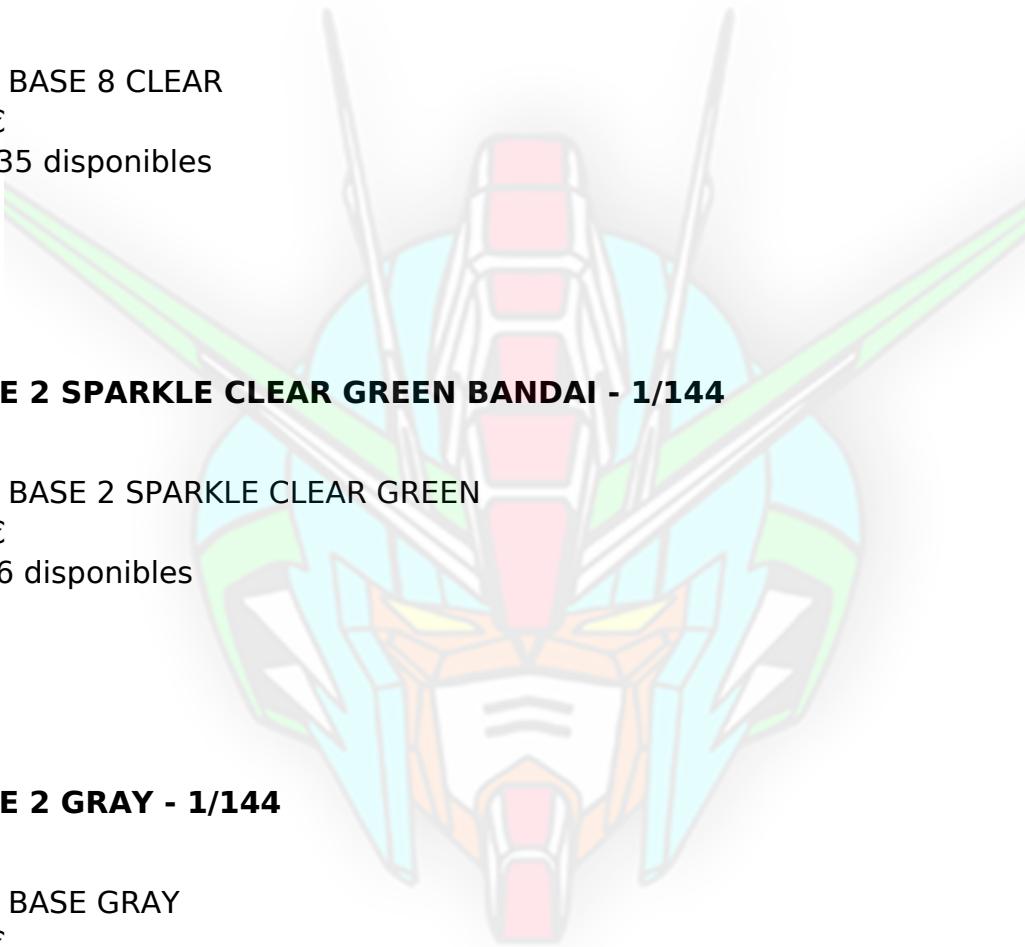 BASE 8 CLEAR
€
35 disponibles
E 2 SPARKLE CLEAR GREEN BANDAI - 1/144
BASE 2 SPARKLE CLEAR GREEN
€
6 disponibles
E 2 GRAY - 1/144
BASE GRAY
€